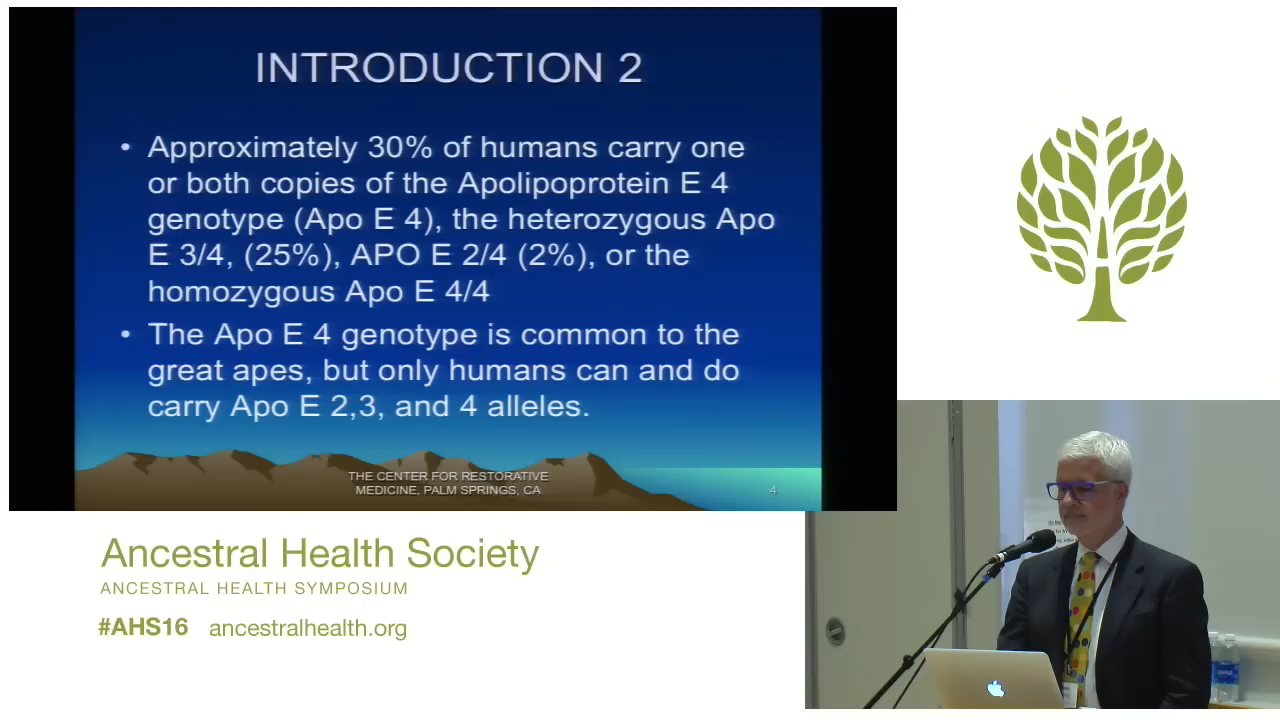 INTRODUCTION 2
• Approximately 30% of humans carry one
or both copies of the Apolipoprotein E 4
genotype (Apo E 4), the heterozygous Apo
E 3/4, (25%), APO E 2/4 (2%), or the
homozygous Apo E 4/4
• The Apo E 4 genotype is common to the
great apes, but only humans can and do
carry Apo E 2,3, and 4 alleles.
THE CENTER FOR RESTORATIVE
MEDICINE, PALM SPRINGS, CA
4
Ancestral Health Society
ANCESTRAL HEALTH SYMPOSIUM
#AHS16 ancestralhealth.org